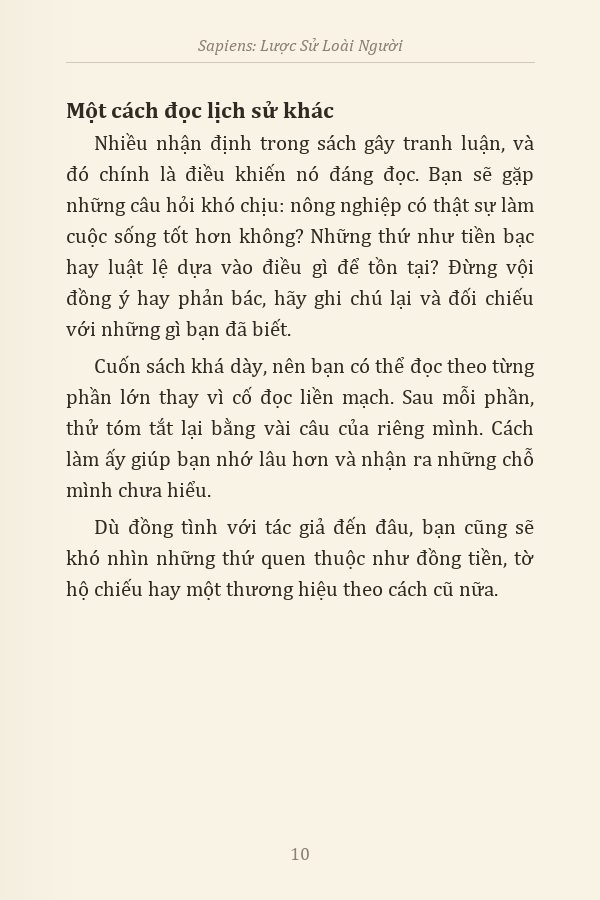 Sapiens: Lược Sử Loài Người
Một cách đọc lịch sử khác
Nhiều nhận định trong sách gây tranh luận, và
đó chính là điều khiến nó đáng đọc. Bạn sẽ gặp
những câu hỏi khó chịu: nông nghiệp có thật sự làm
cuộc sống tốt hơn không? Những thứ như tiền bạc
hay luật lệ dựa vào điều gì để tồn tại? Đừng vội
đồng ý hay phản bác, hãy ghi chú lại và đối chiếu
với những gì bạn đã biết.
Cuốn sách khá dày, nên bạn có thể đọc theo từng
phần lớn thay vì cố đọc liền mạch. Sau mỗi phần,
thử tóm tắt lại bằng vài câu của riêng mình. Cách
làm ấy giúp bạn nhớ lâu hơn và nhận ra những chỗ
mình chưa hiểu.
Dù đồng tình với tác giả đến đâu, bạn cũng sẽ
khó nhìn những thứ quen thuộc như đồng tiền, tờ
hộ chiếu hay một thương hiệu theo cách cũ nữa.
10